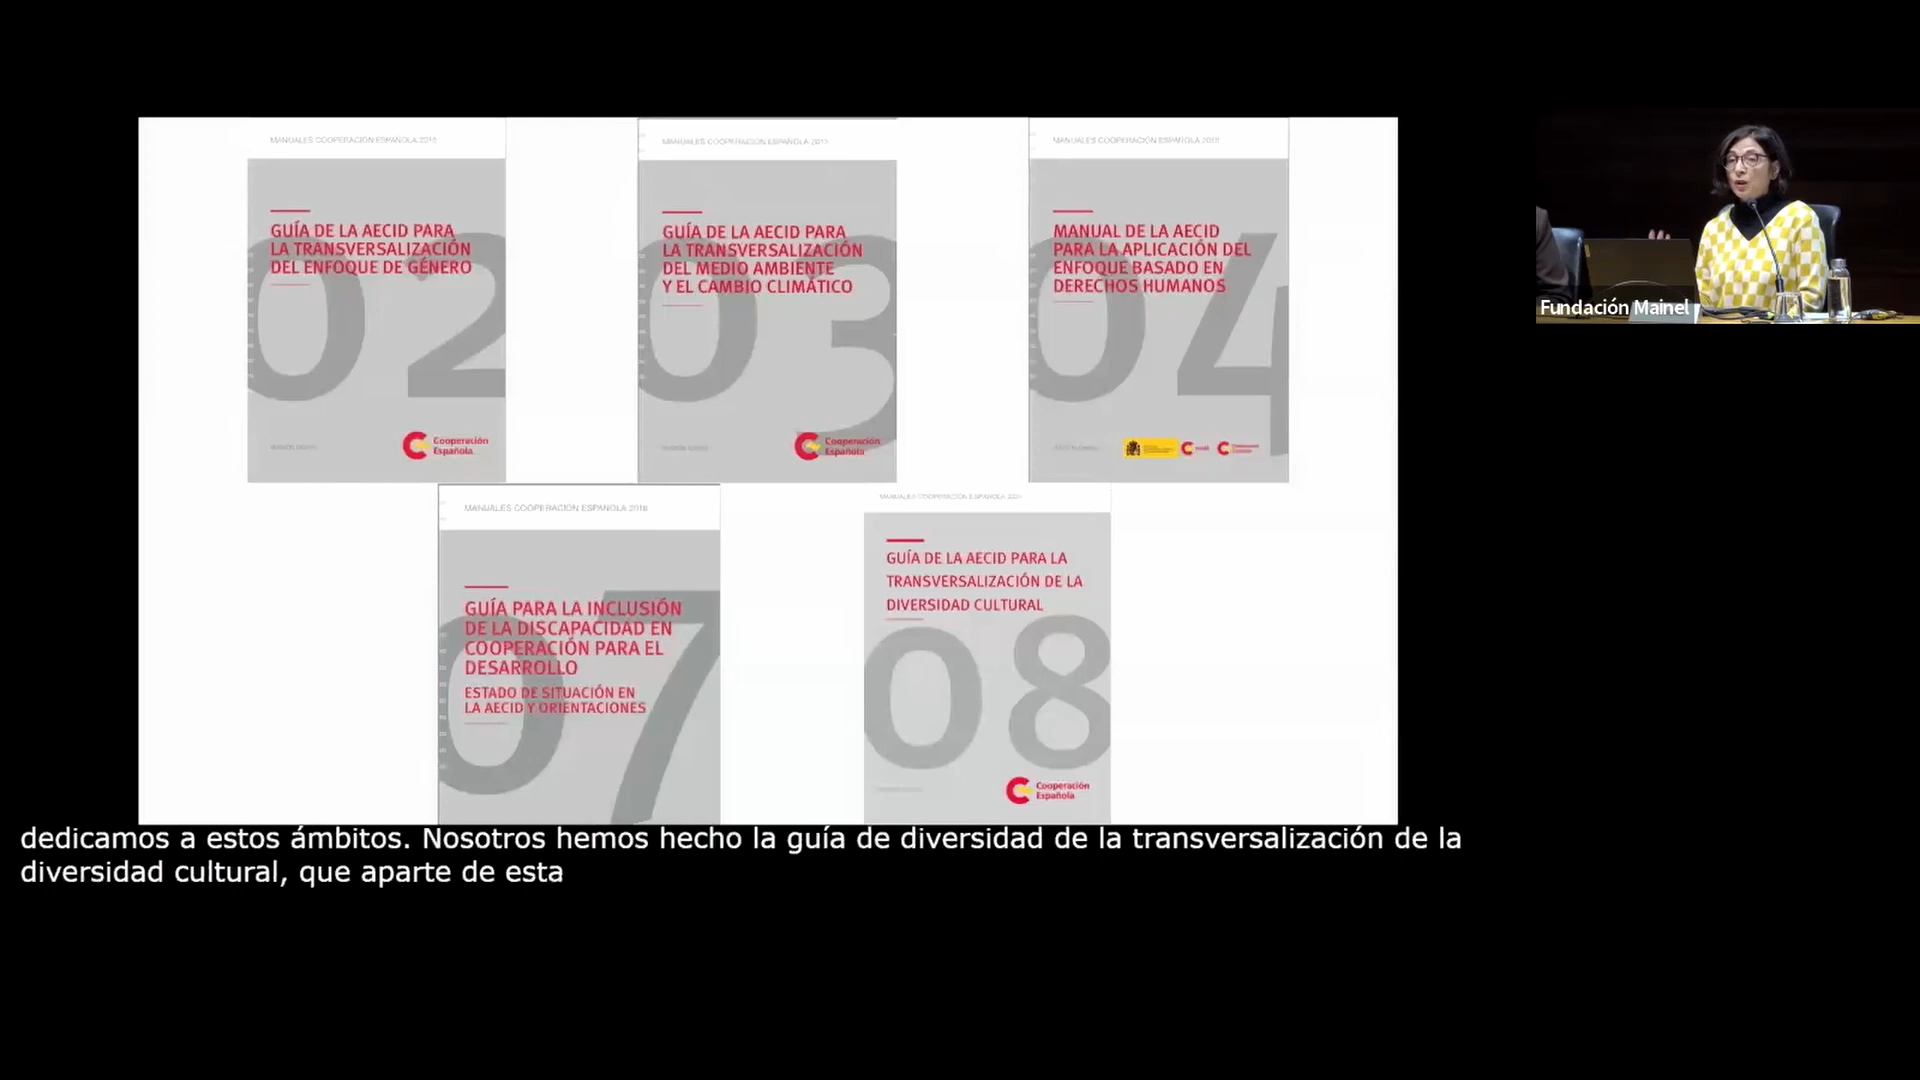 MANUALES COOPERACIÓN ESPAÑOLA 2015
GUÍA DE LA AECID PARA
LA TRANSVERSALIZACIÓN
DEL ENFOQUE DE GÉNERO
02
Cooperación
Española
MANUALES COOPERACIÓN ESPAÑOLA 2015
GUÍA DE LA AECID PARA
LA TRANSVERSALIZACIÓN
DEL MEDIO AMBIENTE
Y EL CAMBIO CLIMÁTICO
03
Cooperación
Española
MANUALES COOPERACIÓN ESPAÑOLA
MANUAL DE LA AECID
PARA LA APLICACIÓN DEL
ENFOQUE BASADO EN
DERECHOS HUMANOS
04
MANUALES COOPERACIÓN ESPAÑOLA 2018
GUÍA PARA LA INCLUSIÓN
DE LA DISCAPACIDAD EN
COOPERACIÓN PARA EL
DESARROLLO
ESTADO DE SITUACIÓN EN
LA AECID Y ORIENTACIONES
07
MANUALES COOPERACIÓN ESPAÑOLA
GUÍA DE LA AECID PARA LA
TRANSVERSALIZACIÓN DE LA
DIVERSIDAD CULTURAL
08
Cooperación
Española
Fundación Mainel
dedicamos a estos ámbitos. Nosotros hemos hecho la guía de diversidad de la transversalización de la
diversidad cultural, que aparte de esta